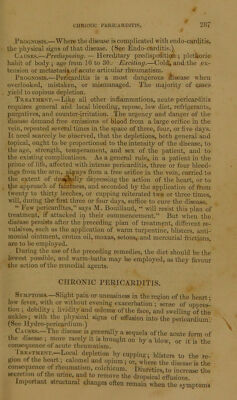 CHRONIC PERICARDITIS. 267
PROGNOSIS.—Where the disease is complicated with endo-carditis,
the physical signs of that disease. (See Endo-carditis.)
CAUSES.—Predisposing. — Hereditary predisposition; plethoric
habit of body; age from 16 to 30. Exciting.—Cold, and the ex-
tension or metastasis of acute articular rheumatism.
PROGNOSIS.—Pericarditis is a most dangerous disease when
overlooked, mistaken, or mismanaged. The majority of cases
yield to copious depletion.
TREATMENT.—Like all other inflammations, acute pericarditis
requires general and local bleeding, repose, low diet, refrigerants,
purgatives, and counter-irritation. The urgency and danger of the
disease demand free emissions of blood from a large orifice in the
vein, repeated several times in the space of three, four, or five days.
It need scarcely be observed, that the depletions, both general and
topical, ought to be proportioned to the intensity of the disease, to
the age, strength, temperament, and sex of the patient, and to
the existing complications. As a general rule, in a patient in the
prime of life, affected with intense pericarditis, three or four bleed-
ings from the arm, always from a free orifice in the vein, carried to
the extent of           depressing the action of the heart, or to
the approach of faintness, and seconded by the application of from
twenty to thirty leeches, or cupping reiterated two or three times,
will, during the first three or four days, suffice to cure the disease.
" Few pericardites," says M. Bouillaud, " will resist this plan of
treatment, if attacked in their commencement." But when the
disease persists after the preceding plan of treatment, different re-
vulsives, such as the application of warm turpentine, blisters, anti-
monial ointment, croton oil, moxas, setons, and mercurial frictions,
are to be employed.
During the use of the preceding remedies, the diet should be the
lowest possible, and warm-baths may be employed, as they favour
the action of the remedial agents.
CHRONIC PERICARDITIS.
SYMPTOMS.—Slight pain or uneasiness in the region of the heart;
low fever, with or without evening exacerbation; sense of oppres-
sion; debility; lividity and œdema of the face, and swelling of the
ankles; with the physical signs of effusion into the pericardium.
(See Hydro-pericardium.)
CAUSES.—The disease is generally a sequela of the acute form of
the disease; more rarely it is brought on by a blow, or it is the
consequence of acute rheumatism.
TREATMENT.—Local depletion by cupping; blisters to the re-
gion of the heart; calomel and opium; or, where the disease is the
consequence of rheumatism, colchicum. Diuretics, to increase the
secretion of the urine, and to remove the dropsical effusions.
Important structural changes often remain when the symptoms